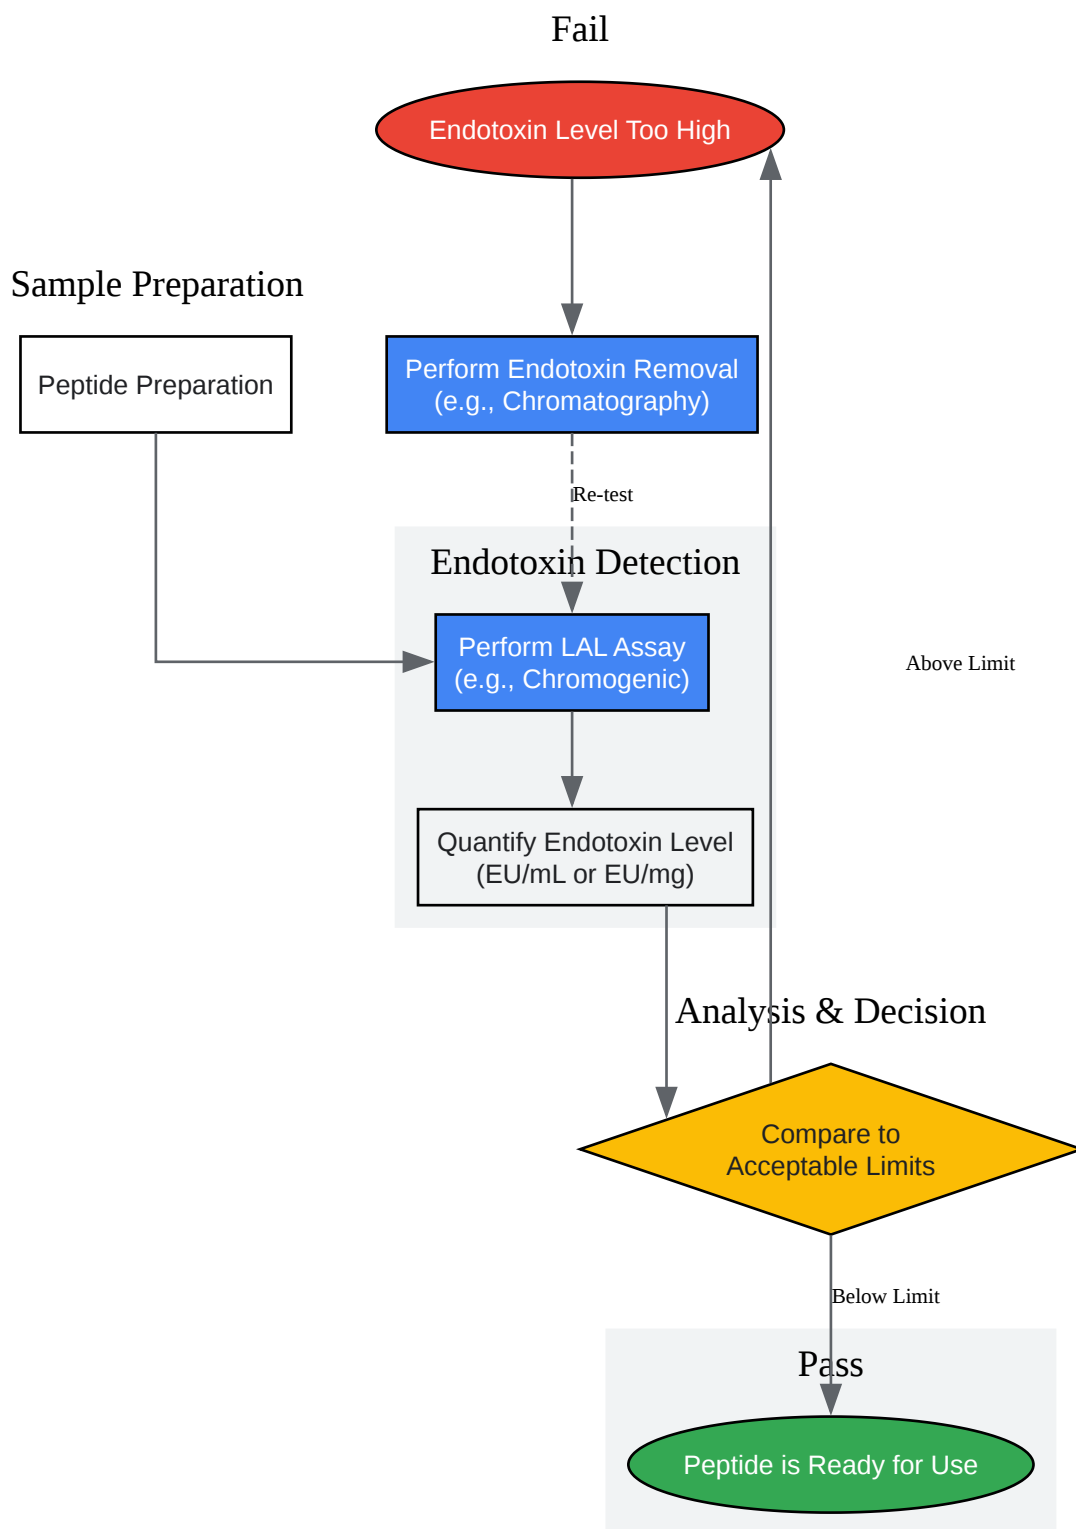 Fail
Endotoxin Level Too High
Sample Preparation
Peptide Preparation
Perform Endotoxin Removal
(e.g., Chromatography)
Re-test
Endotoxin Detection
Perform LAL Assay
(e.g., Chromogenic)
Above Limit
Quantify Endotoxin Level
(EU/mL or EU/mg)
Analysis & Decision
Compare to
Acceptable Limits
Below Limit
Pass
Peptide is Ready for Use